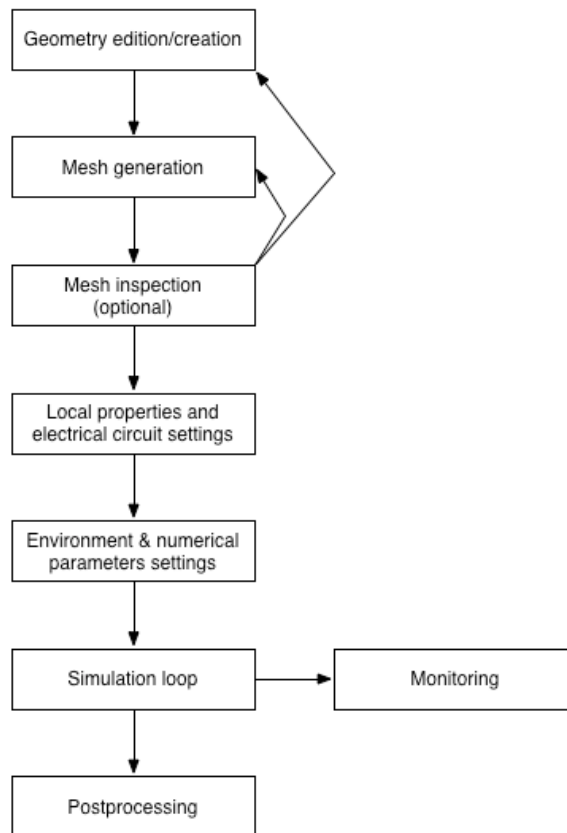 Geometry edition/creation
Mesh generation
Mesh inspection
(optional)
Local properties and
electrical circuit settings
Environment & numerical
parameters settings
Simulation loop
Monitoring
Postprocessing